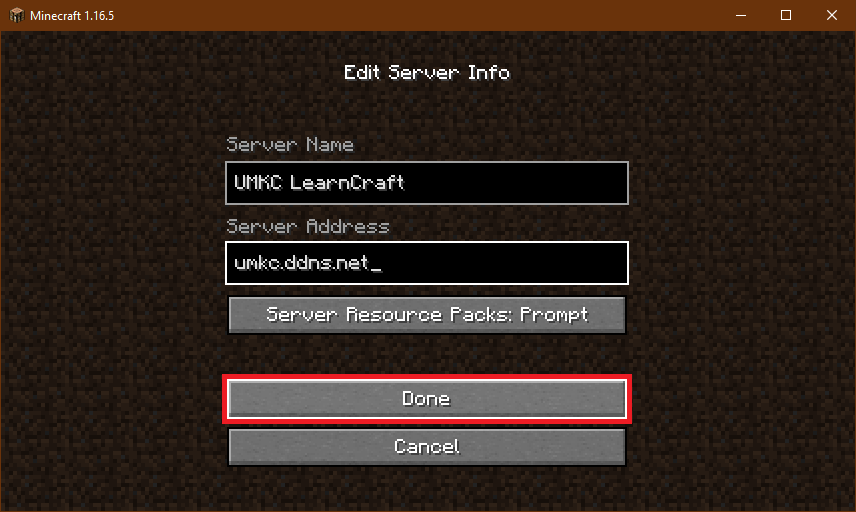 Minecraft 1.16.5
Edit Server Info
Server Name
UMKC LearnCraft
Server Address
umkc.ddns.net_
Server Resource Packs: Prompt
Done
Cancel